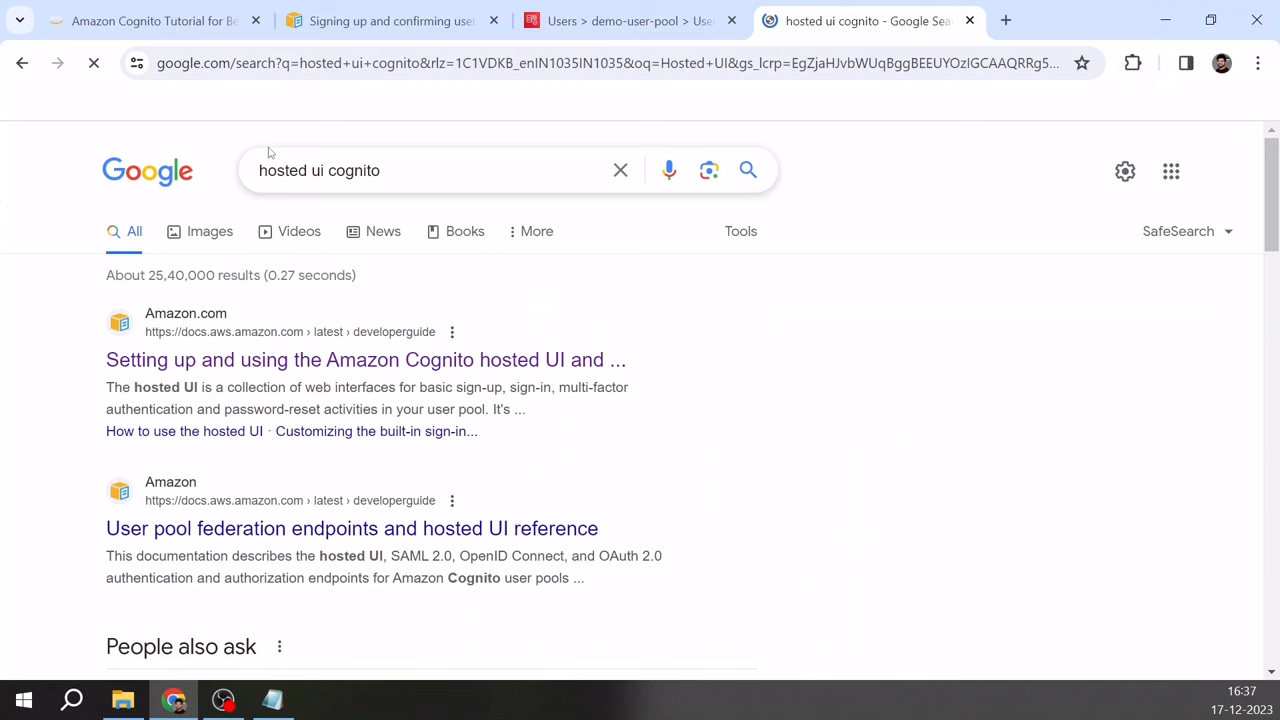 Amazon Cognito Tutorial for Be
Signing up and confirming user
Users > demo-user-pool > User
hosted ui cognito - Google Sea
google.com/search?q=hosted+ui+cognito&rlz=1C1VDKB_enIN1035IN1035&oq=Hosted+UI&gs_lcrp=EgZjaHJvbWUqBggBEEUYOzIGCAAQRRg5...
Google
hosted ui cognito
All
Images
Videos
News
Books
More
Tools
SafeSearch
About 25,40,000 results (0.27 seconds)
Amazon.com
https://docs.aws.amazon.com › latest › developerguide
Setting up and using the Amazon Cognito hosted UI and ...
The hosted UI is a collection of web interfaces for basic sign-up, sign-in, multi-factor
authentication and password-reset activities in your user pool. It's ...
How to use the hosted UI · Customizing the built-in sign-in...
Amazon
https://docs.aws.amazon.com › latest › developerguide
User pool federation endpoints and hosted UI reference
This documentation describes the hosted UI, SAML 2.0, OpenID Connect, and OAuth 2.0
authentication and authorization endpoints for Amazon Cognito user pools ...
People also ask
16:37
17-12-2023